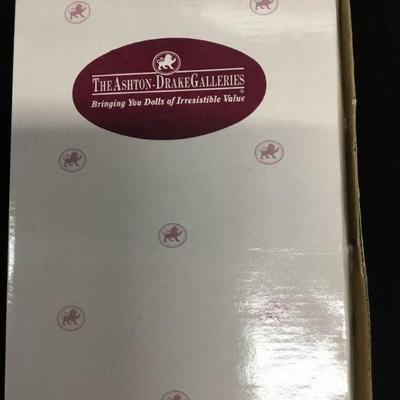 THE ASHTON-DRAKE GALLERIES®
Bringing You Dolls of Irresistible Value